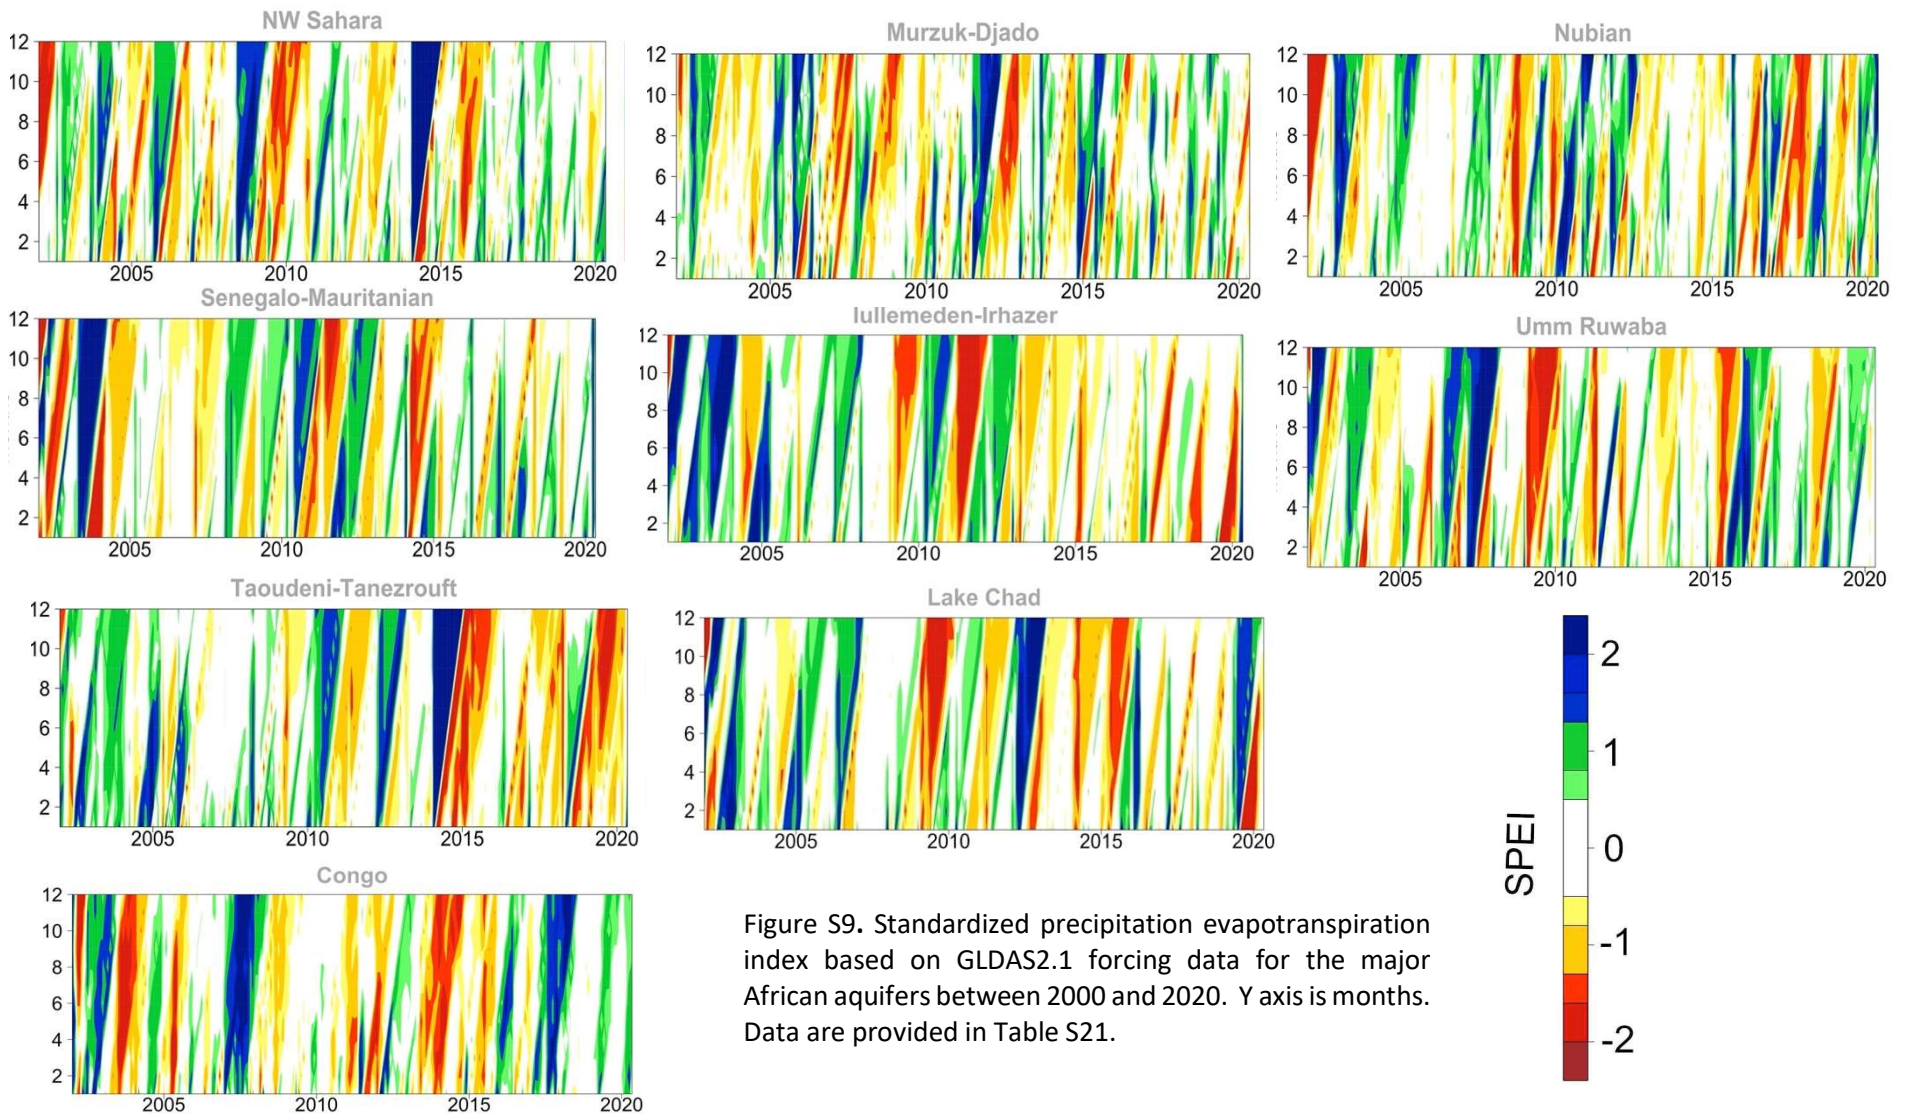 NW Sahara
12
10
8
6
4
2
2005 2010 2015 2020
Murzuk-Djado
12
10
8
6
4
2
2005 2010 2015 2020
Nubian
12
10
8
6
4
2
2005 2010 2015 2020
Senegalo-Mauritanian
12
10
8
6
4
2
2005 2010 2015 2020
Iullemeden-Irhazer
12
10
8
6
4
2
2005 2010 2015 2020
Umm Ruwaba
12
10
8
6
4
2
2005 2010 2015 2020
Taoudeni-Tanezrouft
12
10
8
6
4
2
2005 2010 2015 2020
Lake Chad
12
10
8
6
4
2
2005 2010 2015 2020
Congo
12
10
8
6
4
2
2005 2010 2015 2020
SPEI
2
1
0
-1
-2
Figure S9. Standardized precipitation evapotranspiration
index based on GLDAS2.1 forcing data for the major
African aquifers between 2000 and 2020. Y axis is months.
Data are provided in Table S21.